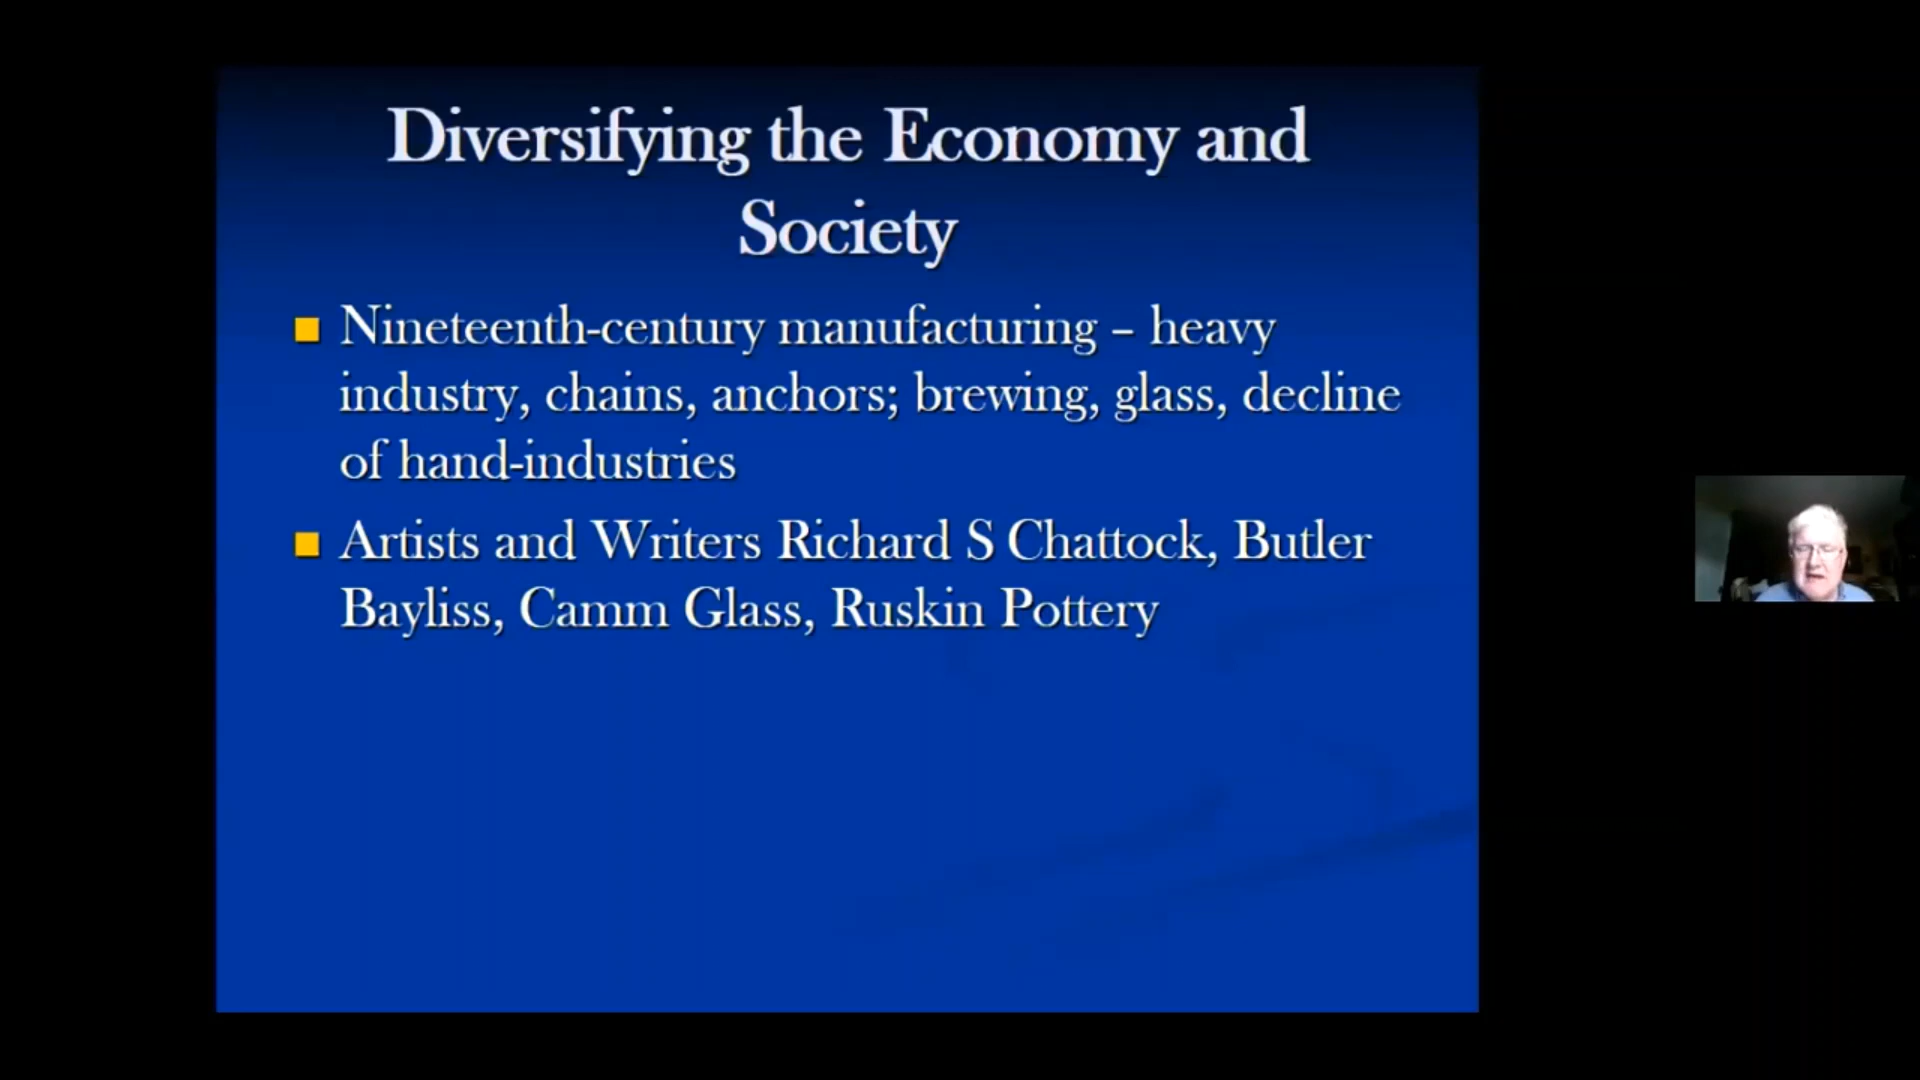 Diversifying the Economy and
Society
Nineteenth-century manufacturing – heavy
industry, chains, anchors; brewing, glass, decline
of hand-industries
Artists and Writers Richard S Chattock, Butler
Bayliss, Camm Glass, Ruskin Pottery